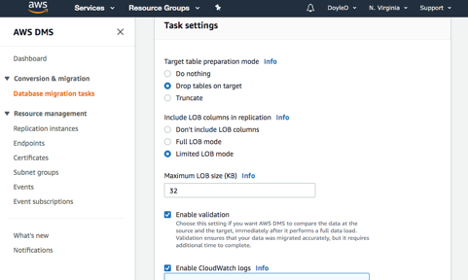 aws
Services
Resource Groups
DoyleO
N. Virginia
Support
AWS DMS
Dashboard
Conversion & migration
Database migration tasks
Resource management
Replication instances
Endpoints
Certificates
Subnet groups
Events
Event subscriptions
What's new
Notifications
Task settings
Target table preparation mode Info
Do nothing
Drop tables on target
Truncate
Include LOB columns in replication Info
Don't include LOB columns
Full LOB mode
Limited LOB mode
Maximum LOB size (KB) Info
32
Enable validation
Choose this setting if you want AWS DMS to compare the data at
the source and the target, immediately after it performs a full data load.
Validation ensures that your data was migrated accurately, but it requires
additional time to complete.
Enable CloudWatch logs Info